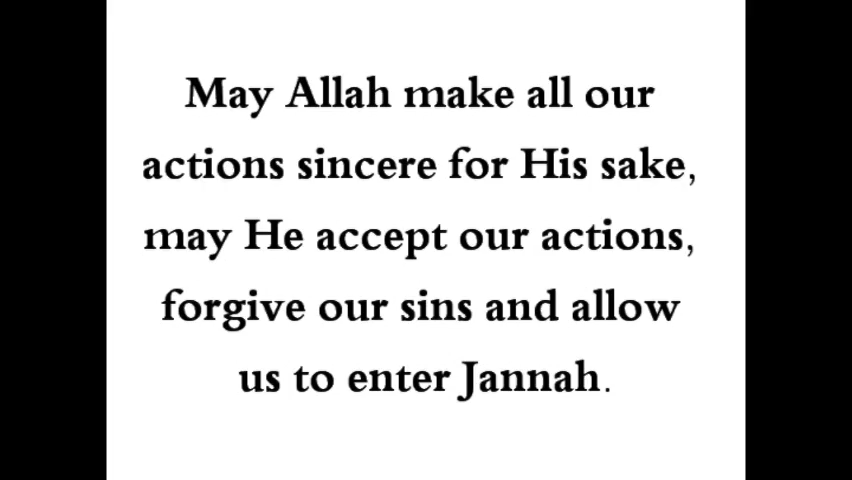 May Allah make all our
actions sincere for His sake,
may He accept our actions,
forgive our sins and allow
us to enter Jannah.